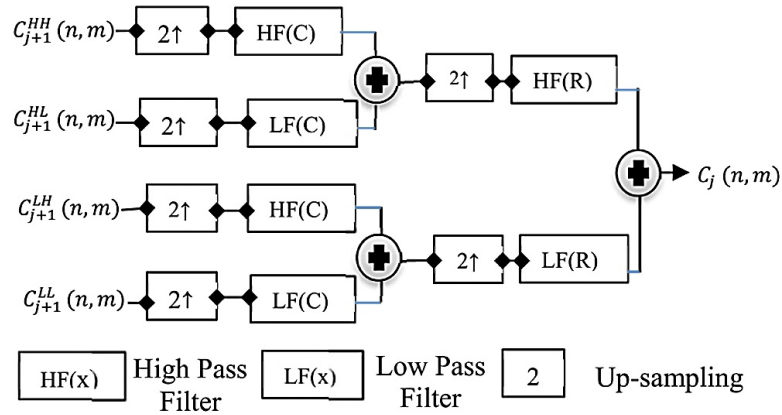 C_{j+1}^{HH} (n, m) 2↑ HF(C)
2↑ HF(R)
C_{j+1}^{HL} (n, m) 2↑ LF(C)
C_j (n, m)
C_{j+1}^{LH} (n, m) 2↑ HF(C)
2↑ LF(R)
C_{j+1}^{LL} (n, m) 2↑ LF(C)
HF(x) High Pass Filter LF(x) Low Pass Filter 2 Up-sampling